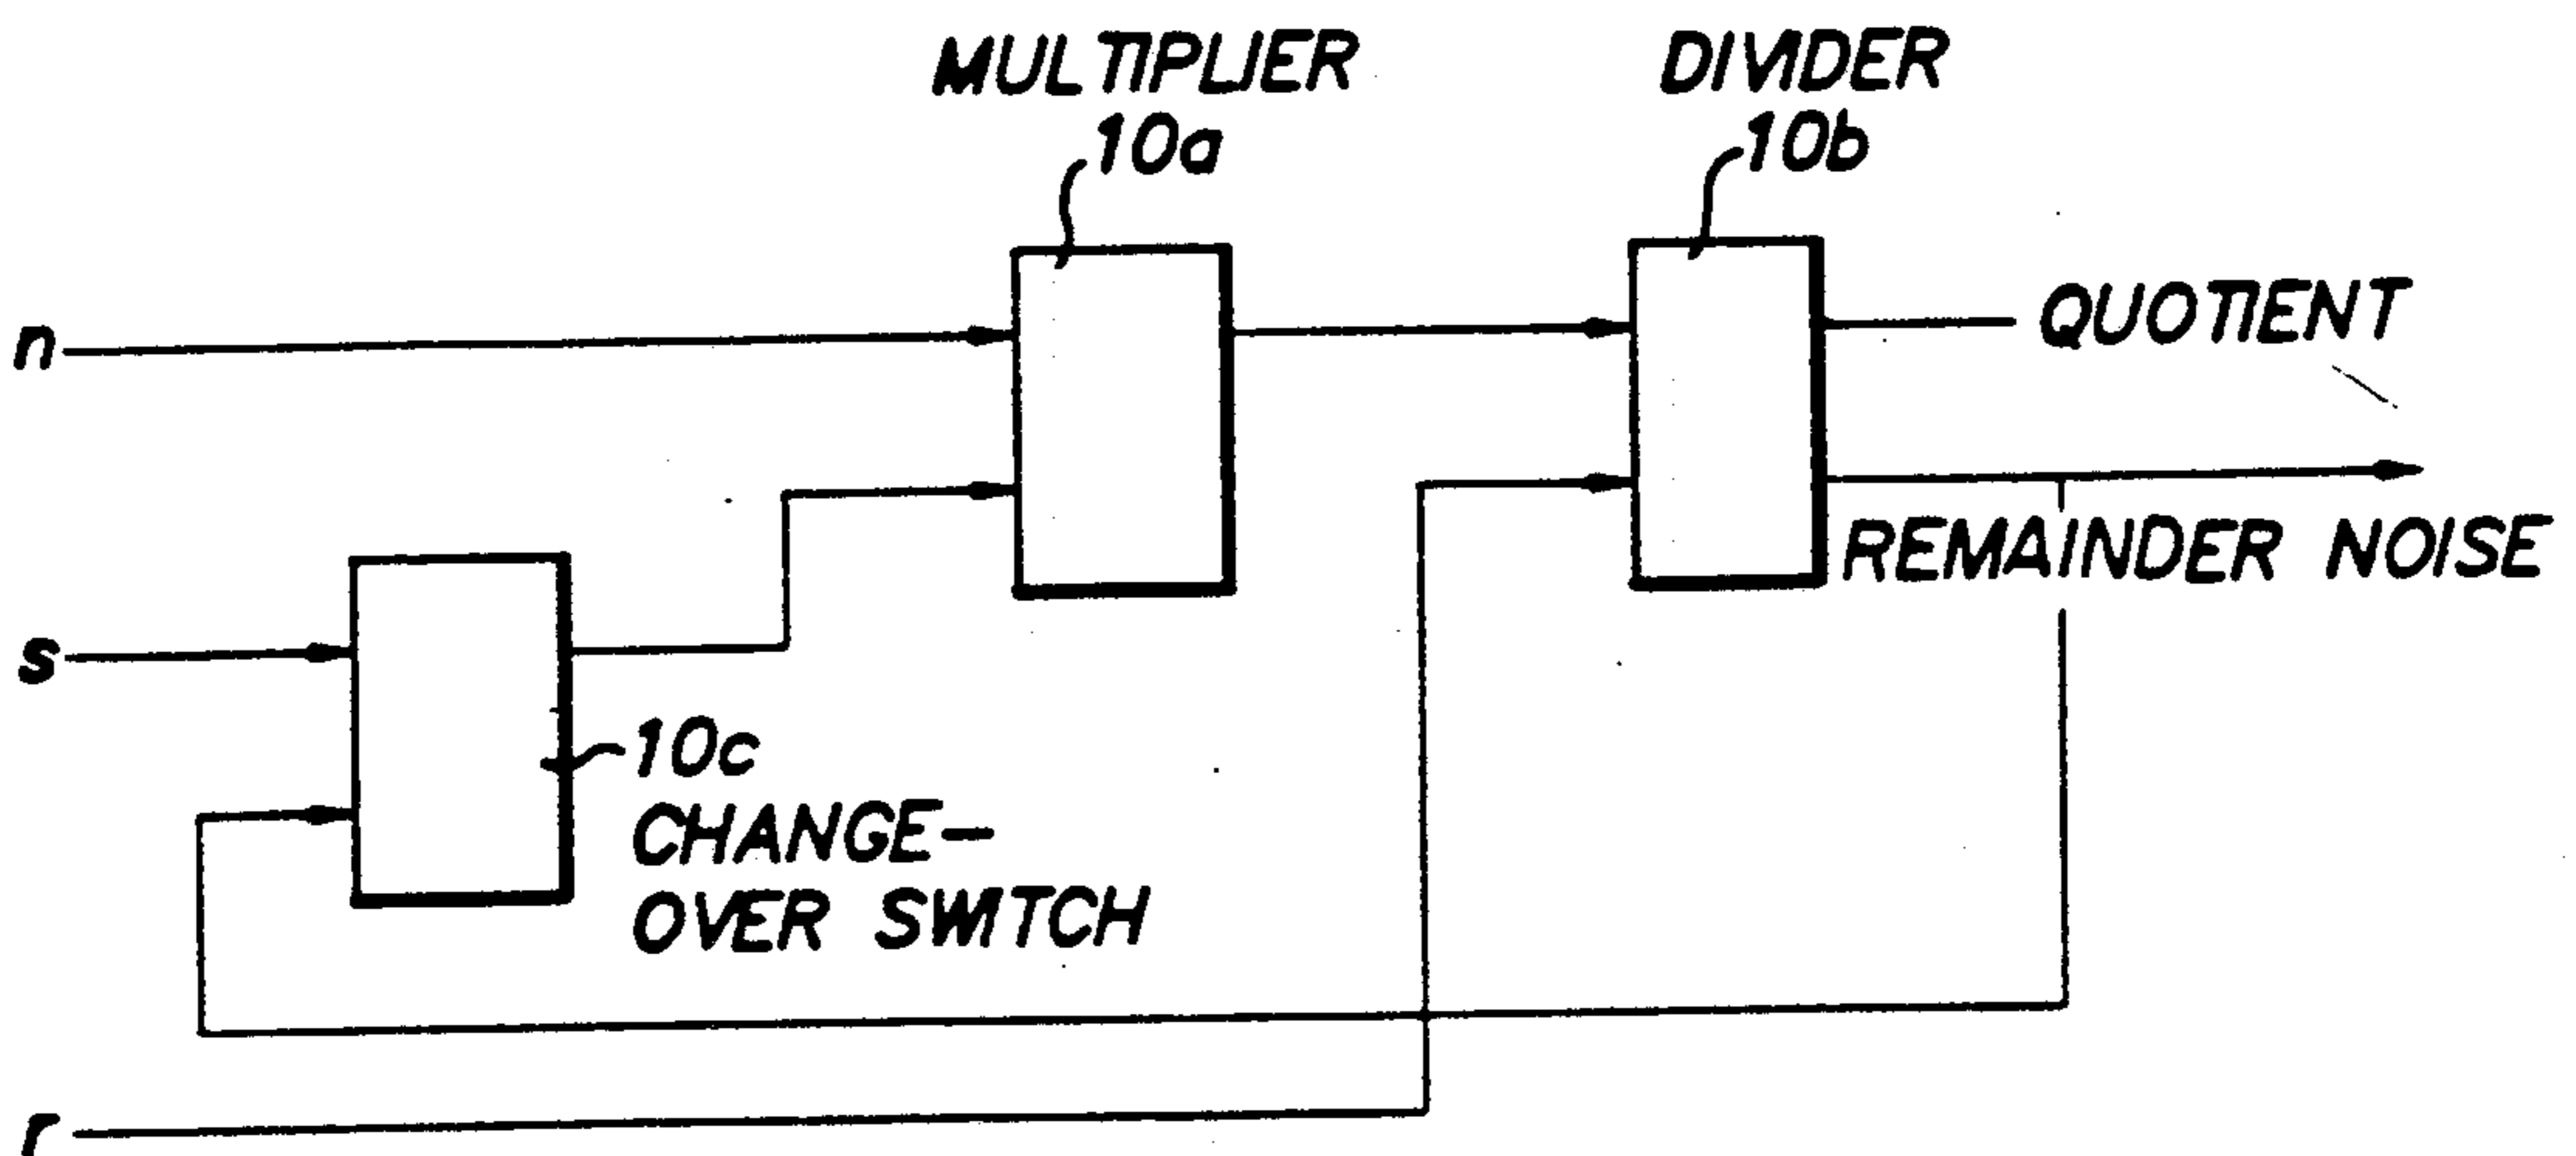 MULTIPLIER
10a
DIVIDER
10b
n
QUOTIENT
REMAINDER NOISE
s
10c
CHANGE-
OVER SWITCH
r